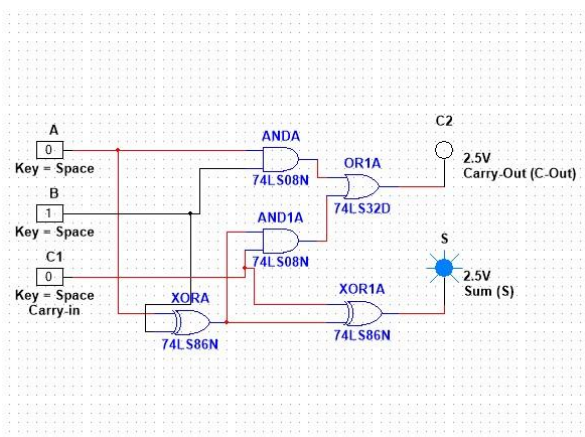 A
0
Key = Space
B
1
Key = Space
C1
0
Key = Space
Carry-in
ANDA
74LS08N
AND1A
74LS08N
XORA
74LS86N
OR1A
74LS32D
XOR1A
74LS86N
C2
2.5V
Carry-Out (C-Out)
S
2.5V
Sum (S)